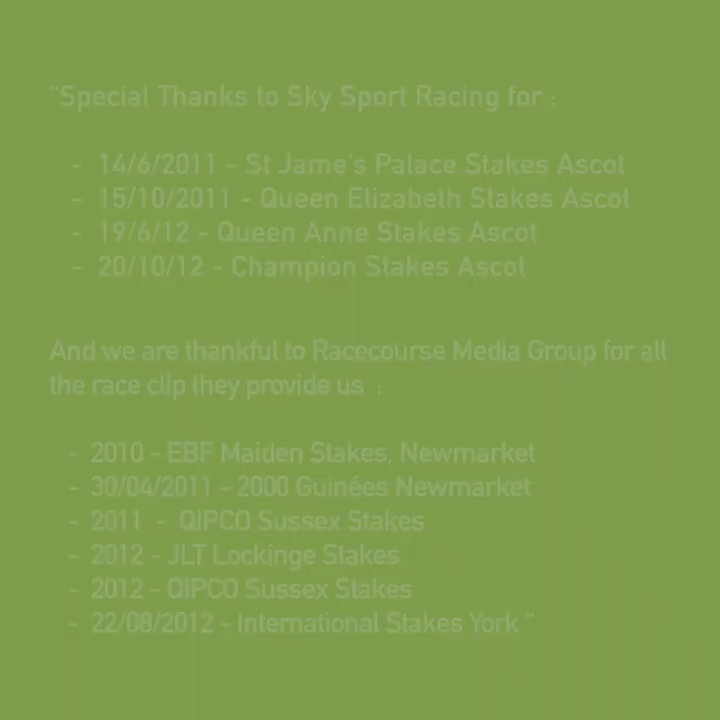 "Special Thanks to Sky Sport Racing for :
- 14/6/2011 - St Jame's Palace Stakes Ascot
- 15/10/2011 - Queen Elizabeth Stakes Ascot
- 19/6/12 - Queen Anne Stakes Ascot
- 20/10/12 - Champion Stakes Ascot
And we are thankful to Racecourse Media Group for all
the race clip they provide us :
- 2010 - EBF Maiden Stakes, Newmarket
- 30/04/2011 - 2000 Guinées Newmarket
- 2011 - QIPCO Sussex Stakes
- 2012 - JLT Lockinge Stakes
- 2012 - QIPCO Sussex Stakes
- 22/08/2012 - International Stakes York "